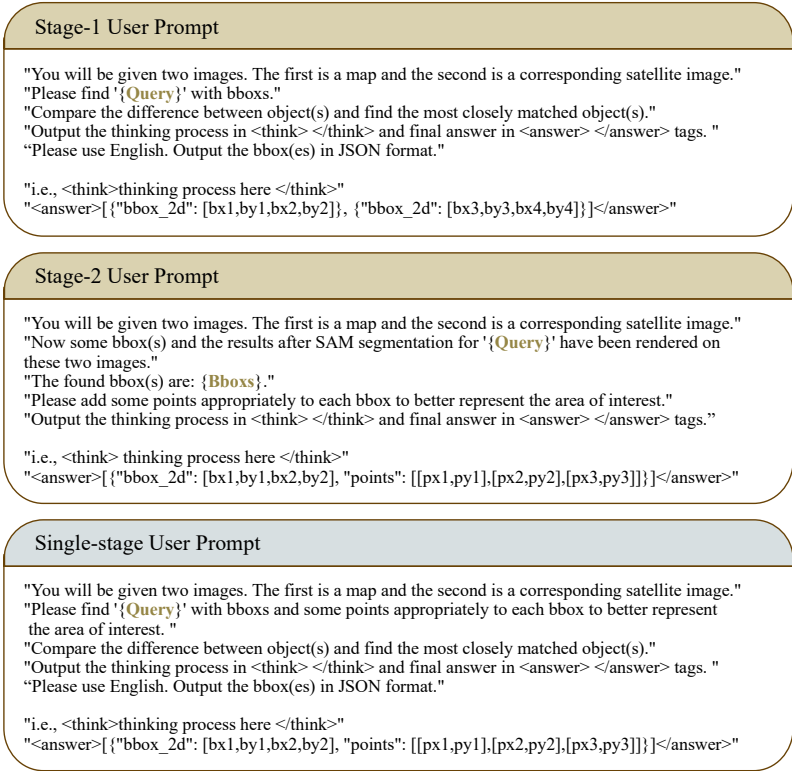 Stage-1 User Prompt
"You will be given two images. The first is a map and the second is a corresponding satellite image."
"Please find '{Query}' with bboxs."
"Compare the difference between object(s) and find the most closely matched object(s)."
"Output the thinking process in <think> </think> and final answer in <answer> </answer> tags. "
“Please use English. Output the bbox(es) in JSON format."
"i.e., <think>thinking process here </think>"
"<answer>[{"bbox_2d": [bx1,by1,bx2,by2]}, {"bbox_2d": [bx3,by3,bx4,by4]}]</answer>"
Stage-2 User Prompt
"You will be given two images. The first is a map and the second is a corresponding satellite image."
"Now some bbox(s) and the results after SAM segmentation for '{Query}' have been rendered on
these two images."
"The found bbox(s) are: {Bboxs}."
"Please add some points appropriately to each bbox to better represent the area of interest."
"Output the thinking process in <think> </think> and final answer in <answer> </answer> tags.”
"i.e., <think> thinking process here </think>"
"<answer>[{"bbox_2d": [bx1,by1,bx2,by2], "points": [[px1,py1],[px2,py2],[px3,py3]]}]</answer>"
Single-stage User Prompt
"You will be given two images. The first is a map and the second is a corresponding satellite image."
"Please find '{Query}' with bboxs and some points appropriately to each bbox to better represent
the area of interest. "
"Compare the difference between object(s) and find the most closely matched object(s)."
"Output the thinking process in <think> </think> and final answer in <answer> </answer> tags. "
“Please use English. Output the bbox(es) in JSON format."
"i.e., <think>thinking process here </think>"
"<answer>[{"bbox_2d": [bx1,by1,bx2,by2], "points": [[px1,py1],[px2,py2],[px3,py3]]}]</answer>"